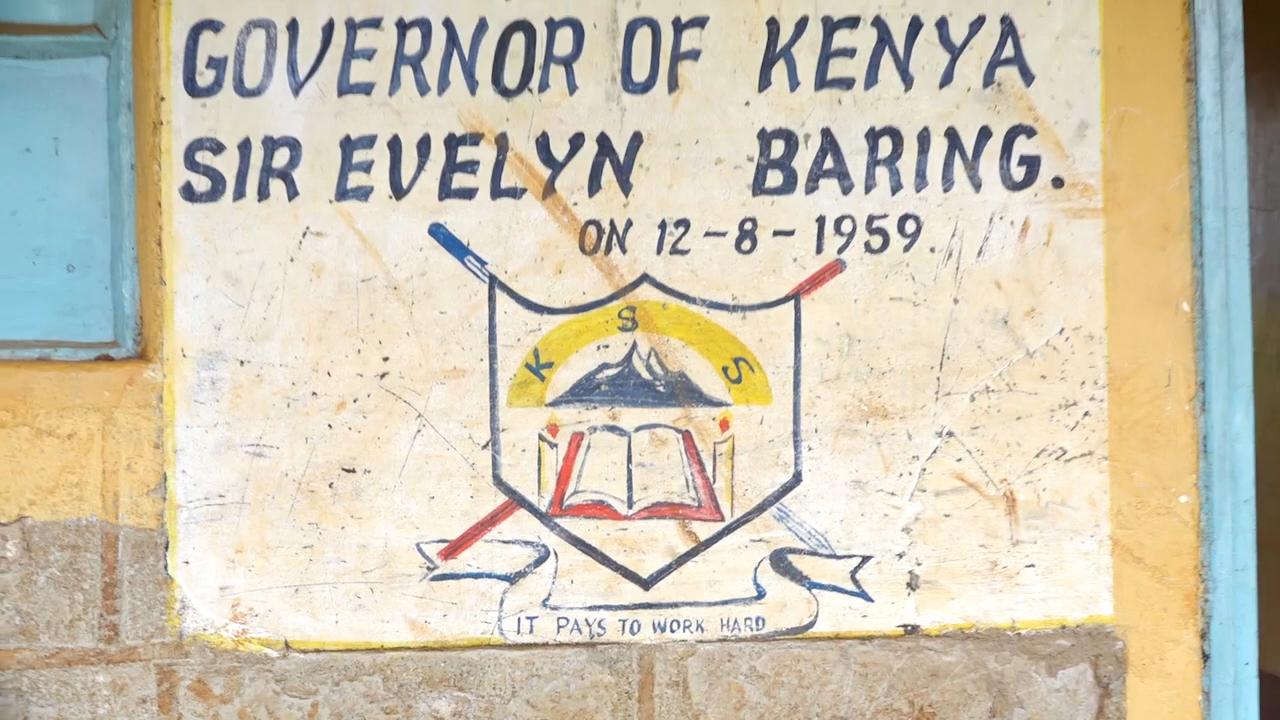 GOVERNOR OF KENYA
SIR EVELYN BARING.
ON 12-8-1959.
K S S
IT PAYS TO WORK HARD